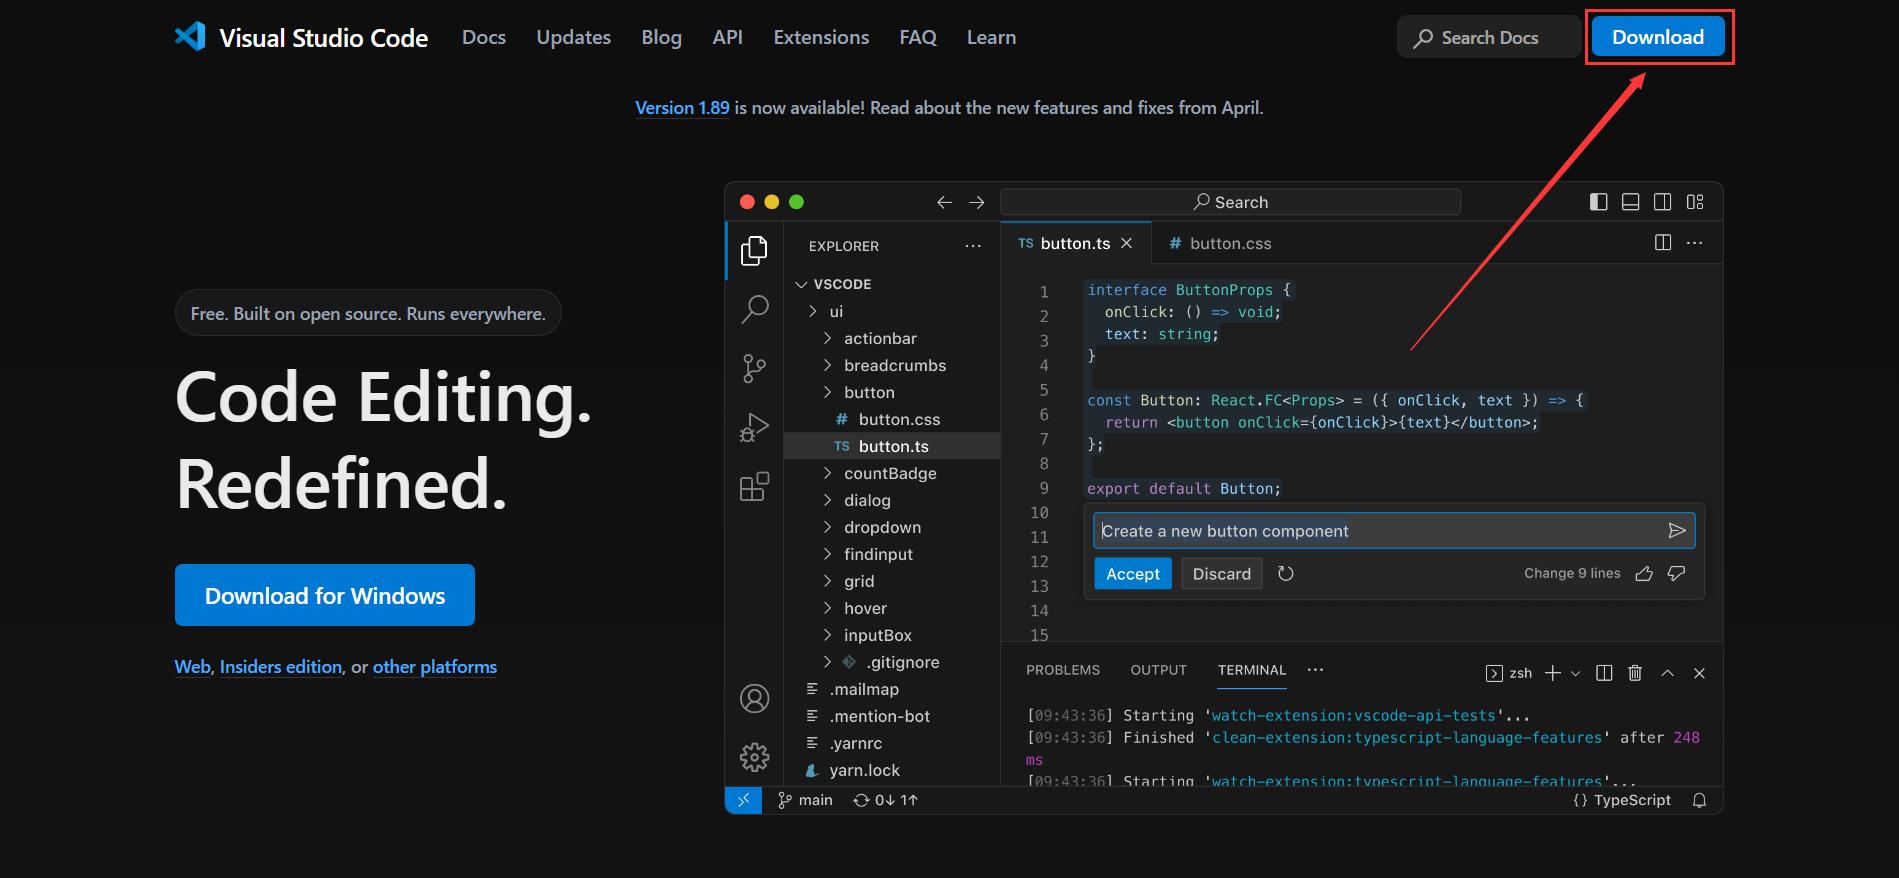 Visual Studio Code Docs Updates Blog API Extensions FAQ Learn Search Docs Download
Version 1.89 is now available! Read about the new features and fixes from April.
Free. Built on open source. Runs everywhere.
Code Editing.
Redefined.
Download for Windows
Web, Insiders edition, or other platforms
Search
EXPLORER
VSCODE
ui
actionbar
breadcrumbs
button
# button.css
TS button.ts
countBadge
dialog
dropdown
findinput
grid
hover
inputBox
.gitignore
.mailmap
.mention-bot
.yarnrc
yarn.lock
TS button.ts # button.css
1 interface ButtonProps {
2 onClick: () => void;
3 text: string;
4 }
5
6 const Button: React.FC<Props> = ({ onClick, text }) => {
7 return <button onClick={onClick}>{text}</button>;
8 };
9 export default Button;
10
11
12
13
14
15
Create a new button component
Accept Discard Change 9 lines
PROBLEMS OUTPUT TERMINAL ··· zsh
[09:43:36] Starting 'watch-extension:vscode-api-tests'...
[09:43:36] Finished 'clean-extension:typescript-language-features' after 248
ms
[09:43:36] Starting 'watch-extension:typescript-language-features'...
main 0↓ 1↑ {} TypeScript